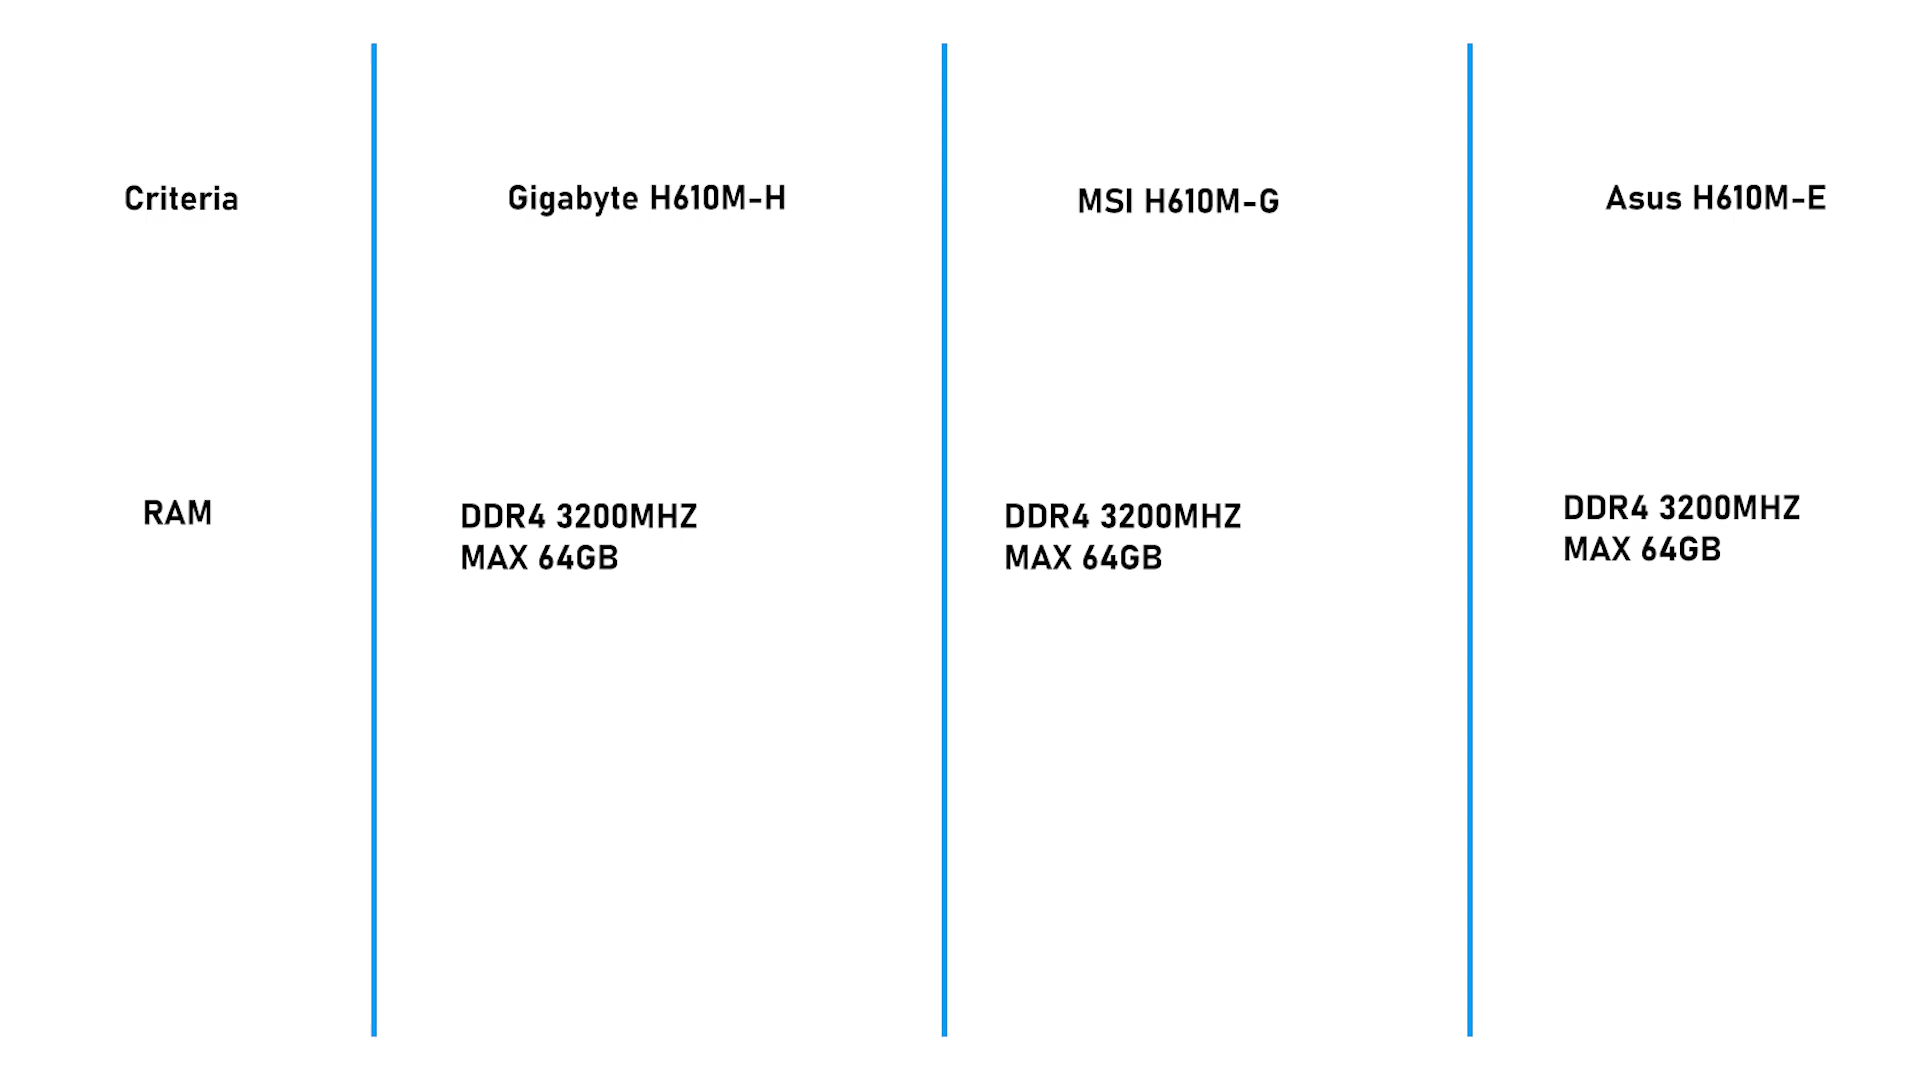 Criteria
Gigabyte H610M-H
MSI H610M-G
Asus H610M-E
RAM
DDR4 3200MHZ
MAX 64GB
DDR4 3200MHZ
MAX 64GB
DDR4 3200MHZ
MAX 64GB